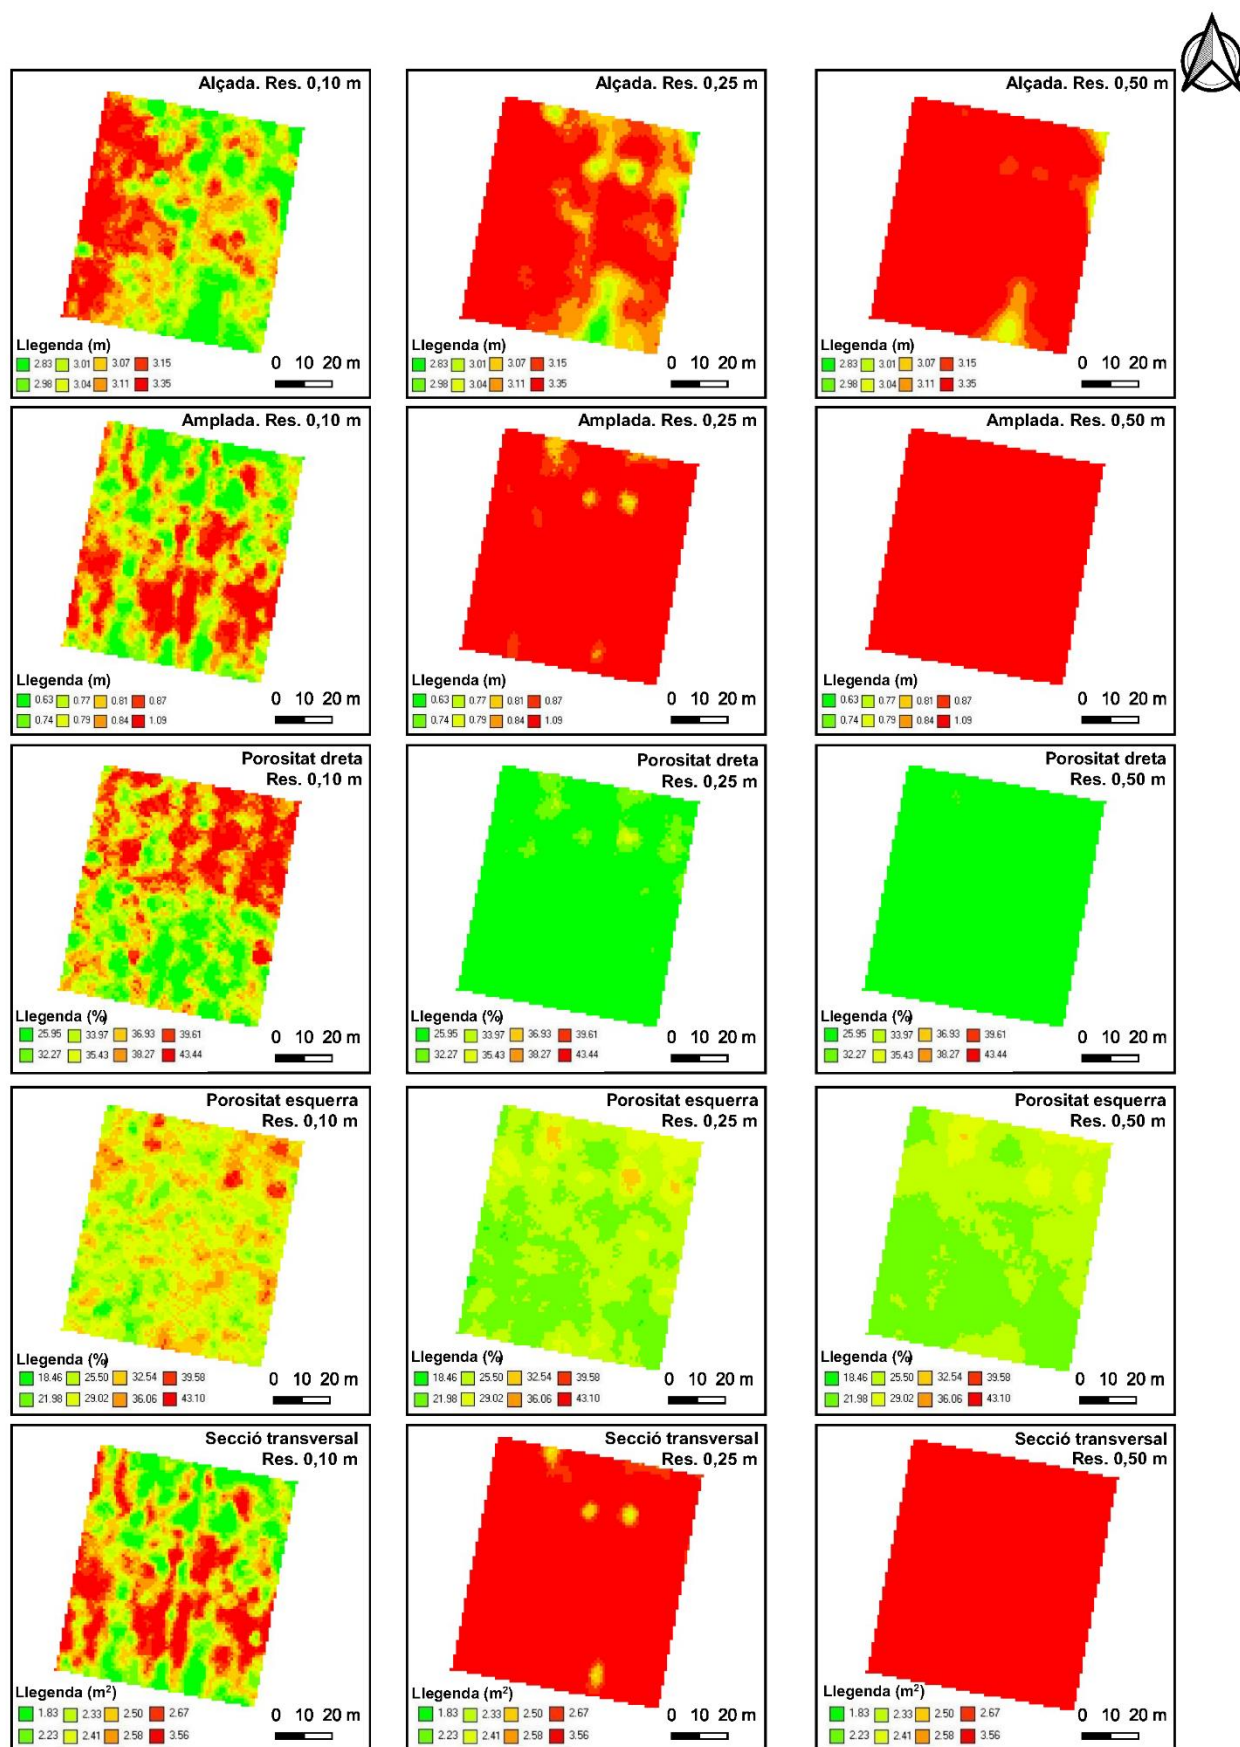 Alçada. Res. 0,10 m
Llegenda (m)
2.83 3.01 3.07 3.15
2.98 3.04 3.11 3.35
0 10 20 m
Alçada. Res. 0,25 m
Llegenda (m)
2.83 3.01 3.07 3.15
2.98 3.04 3.11 3.35
0 10 20 m
Alçada. Res. 0,50 m
Llegenda (m)
2.83 3.01 3.07 3.15
2.98 3.04 3.11 3.35
0 10 20 m
Amplada. Res. 0,10 m
Llegenda (m)
0.63 0.77 0.81 0.87
0.74 0.79 0.84 1.09
0 10 20 m
Amplada. Res. 0,25 m
Llegenda (m)
0.63 0.77 0.81 0.87
0.74 0.79 0.84 1.09
0 10 20 m
Amplada. Res. 0,50 m
Llegenda (m)
0.63 0.77 0.81 0.87
0.74 0.79 0.84 1.09
0 10 20 m
Porositat dreta
Res. 0,10 m
Llegenda (%)
25.95 33.97 36.93 39.61
32.27 35.43 38.27 43.44
0 10 20 m
Porositat dreta
Res. 0,25 m
Llegenda (%)
25.95 33.97 36.93 39.61
32.27 35.43 38.27 43.44
0 10 20 m
Porositat dreta
Res. 0,50 m
Llegenda (%)
25.95 33.97 36.93 39.61
32.27 35.43 38.27 43.44
0 10 20 m
Porositat esquerra
Res. 0,10 m
Llegenda (%)
18.46 25.50 32.54 39.58
21.98 29.02 36.06 43.10
0 10 20 m
Porositat esquerra
Res. 0,25 m
Llegenda (%)
18.46 25.50 32.54 39.58
21.98 29.02 36.06 43.10
0 10 20 m
Porositat esquerra
Res. 0,50 m
Llegenda (%)
18.46 25.50 32.54 39.58
21.98 29.02 36.06 43.10
0 10 20 m
Secció transversal
Res. 0,10 m
Llegenda (m²)
1.83 2.33 2.50 2.67
2.23 2.41 2.58 3.56
0 10 20 m
Secció transversal
Res. 0,25 m
Llegenda (m²)
1.83 2.33 2.50 2.67
2.23 2.41 2.58 3.56
0 10 20 m
Secció transversal
Res. 0,50 m
Llegenda (m²)
1.83 2.33 2.50 2.67
2.23 2.41 2.58 3.56
0 10 20 m